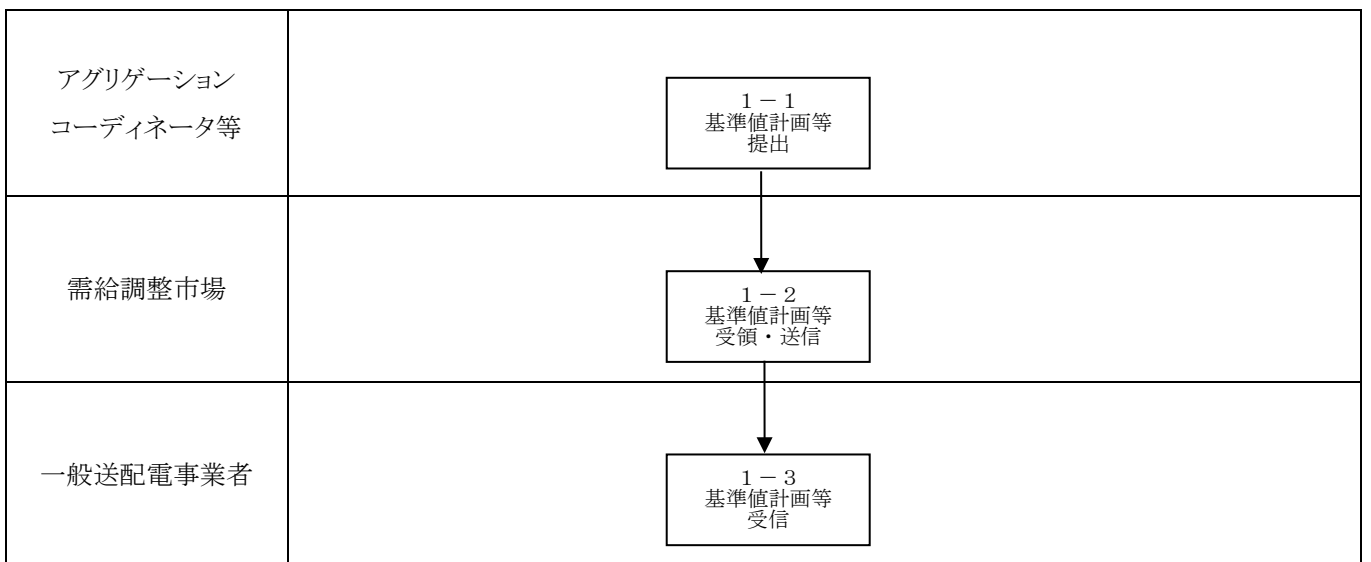 アグリゲーション
コーディネータ等
1-1
基準値計画等
提出
需給調整市場
1-2
基準値計画等
受領・送信
一般送配電事業者
1-3
基準値計画等
受信